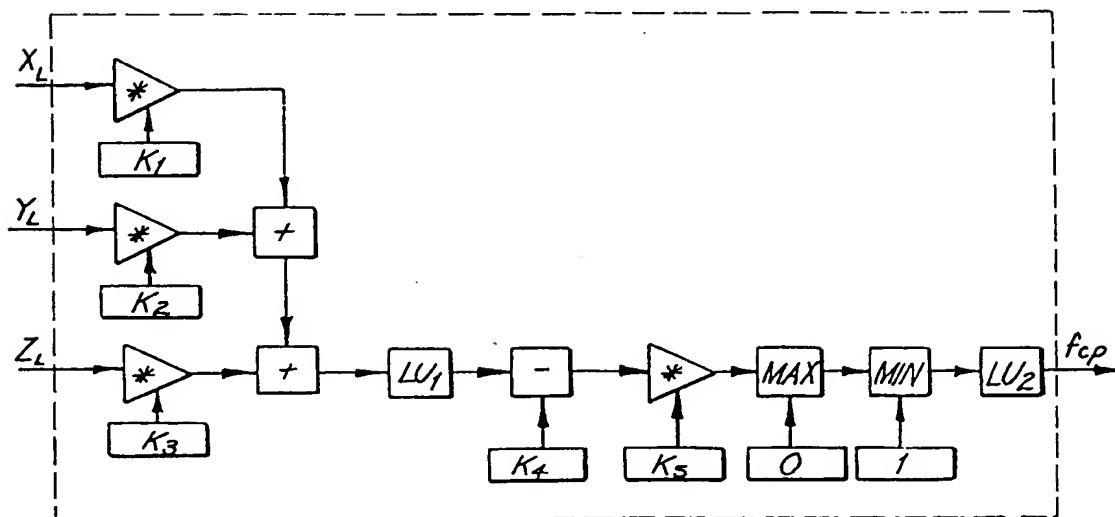 X_L
*
K_1
Y_L
*
+
K_2
Z_L
*
+
LU_1
-
*
MAX
MIN
LU_2
f_cp
K_3
K_4
K_5
0
1